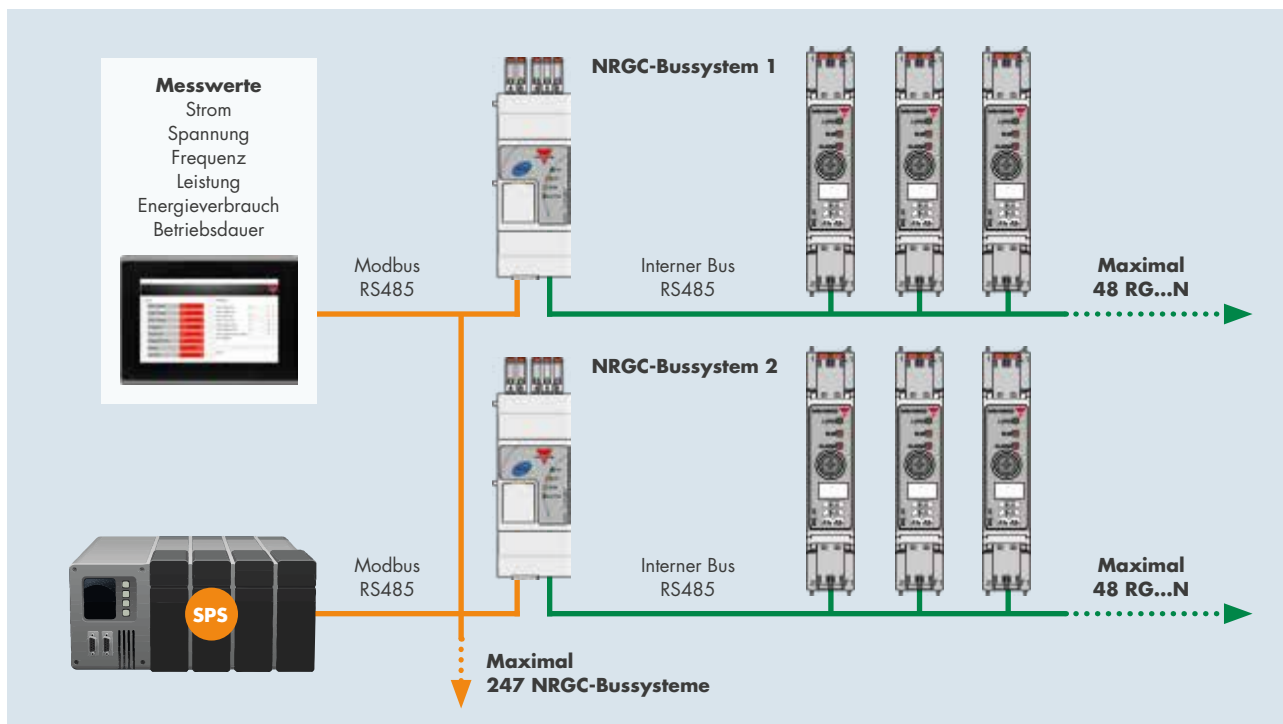 Messwerte
Strom
Spannung
Frequenz
Leistung
Energieverbrauch
Betriebsdauer
NRGC-Bussystem 1
Modbus
RS485
Interner Bus
RS485
Maximal
48 RG...N
NRGC-Bussystem 2
Modbus
RS485
Interner Bus
RS485
Maximal
48 RG...N
SPS
Maximal
247 NRGC-Bussysteme